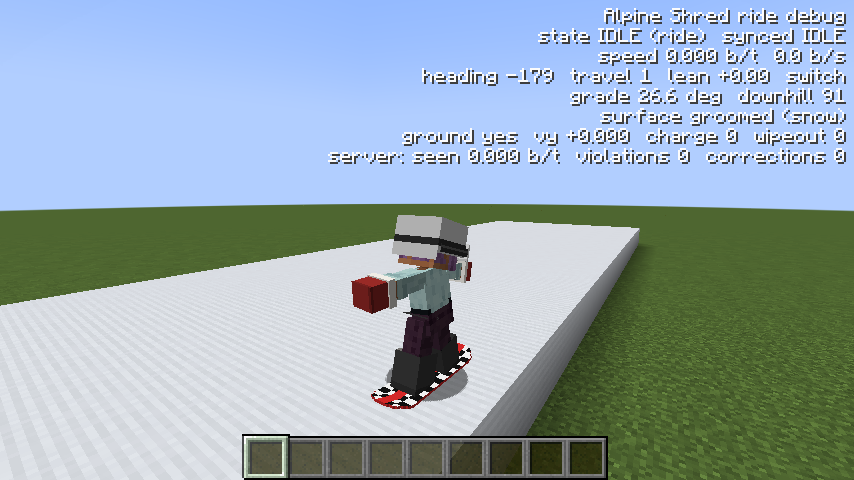 Alpine Shred ride debug
state IDLE (ride) synced IDLE
speed 0.000 b/t 0.0 b/s
heading -179 travel 1 lean +0.00 switch
grade 26.6 deg downhill 91
surface groomed (snow)
ground yes vy +0.000 charge 0 wipeout 0
server: seen 0.000 b/t violations 0 corrections 0